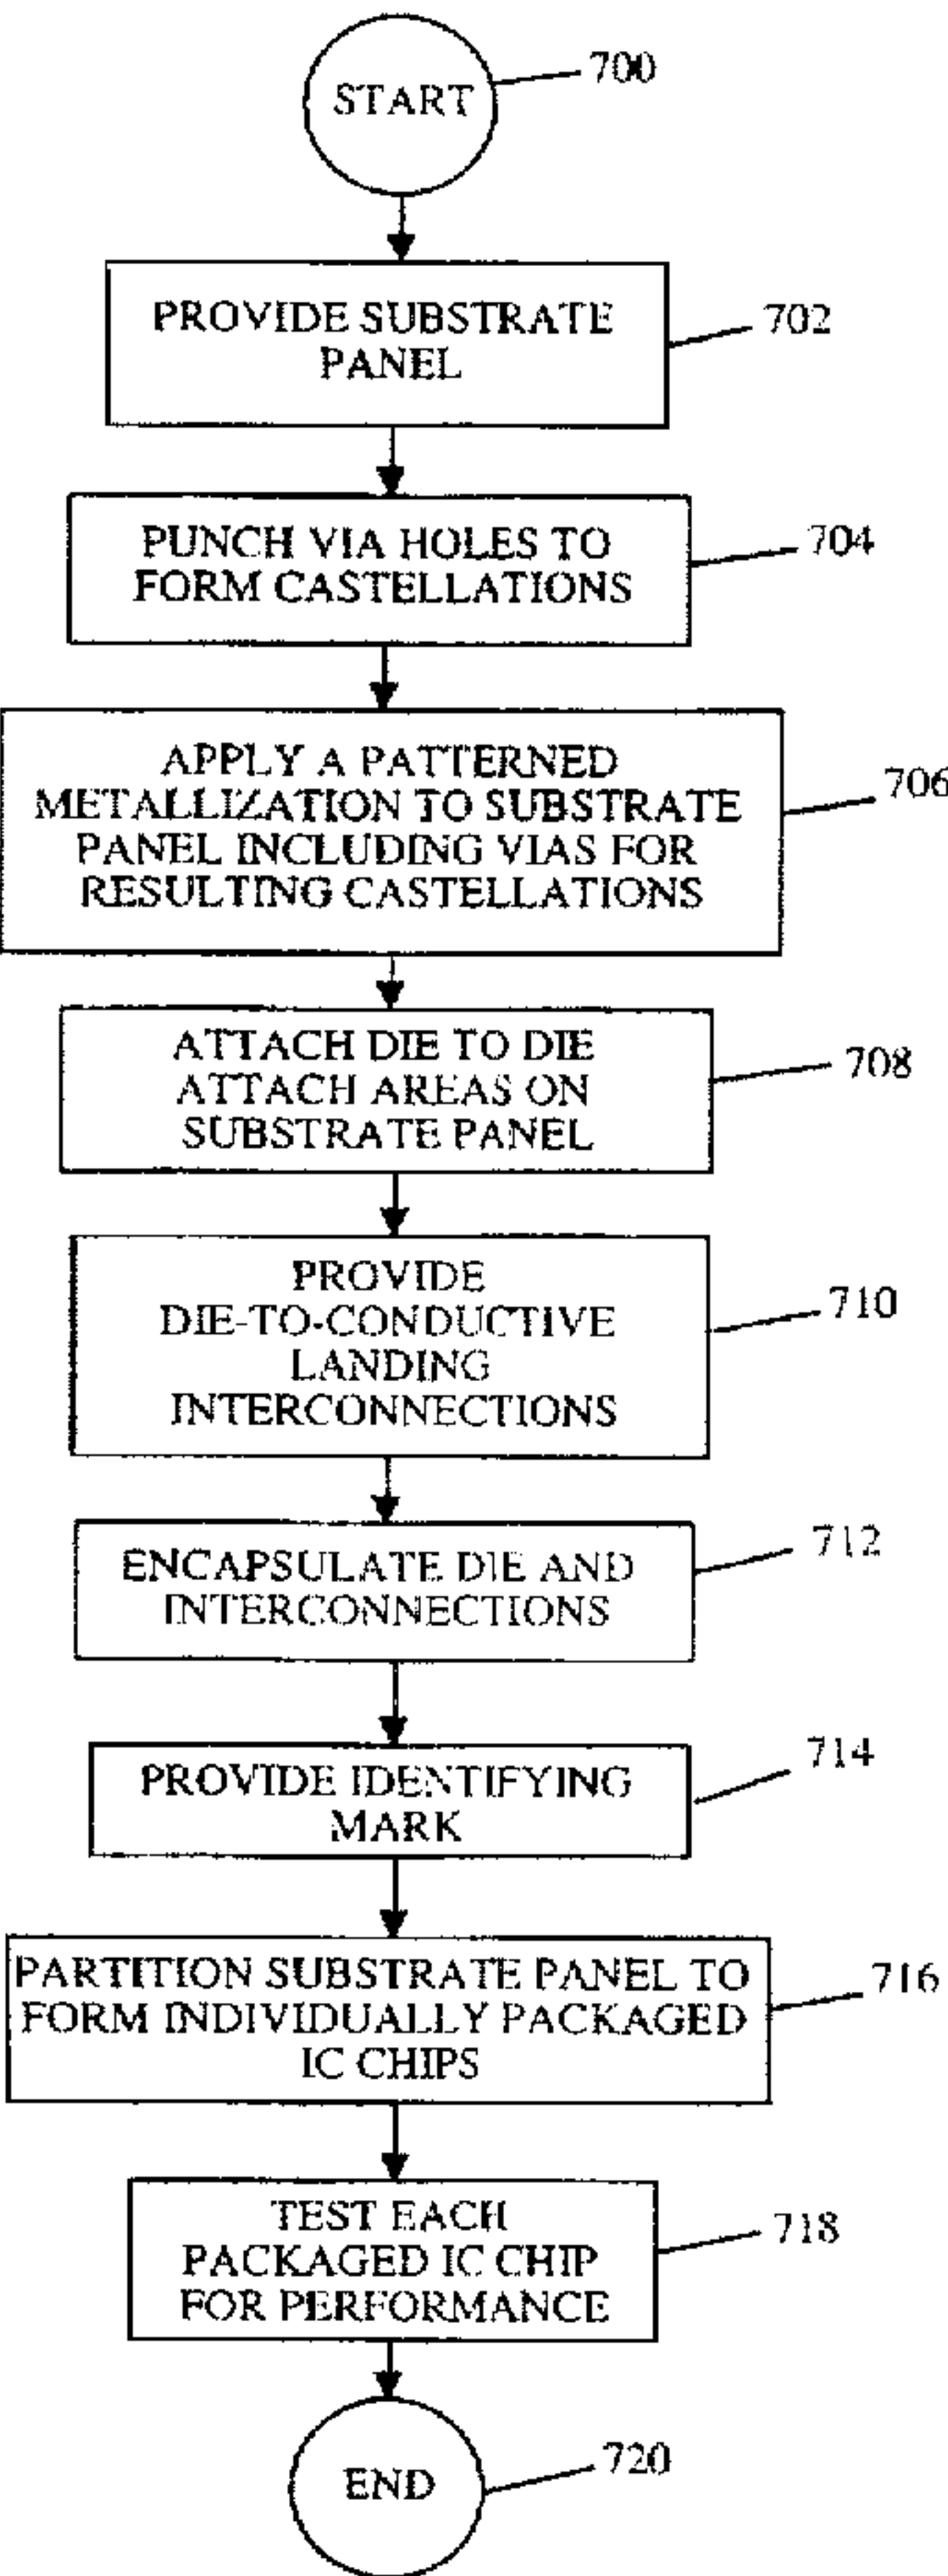 START
700
PROVIDE SUBSTRATE
PANEL
702
PUNCH VIA HOLES TO
FORM CASTELLATIONS
704
APPLY A PATTERNED
METALLIZATION TO SUBSTRATE
PANEL INCLUDING VIAS FOR
RESULTING CASTELLATIONS
706
ATTACH DIE TO DIE
ATTACH AREAS ON
SUBSTRATE PANEL
708
PROVIDE
DIE-TO-CONDUCTIVE
LANDING
INTERCONNECTIONS
710
ENCAPSULATE DIE AND
INTERCONNECTIONS
712
PROVIDE IDENTIFYING
MARK
714
PARTITION SUBSTRATE PANEL TO
FORM INDIVIDUALLY PACKAGED
IC CHIPS
716
TEST EACH
PACKAGED IC CHIP
FOR PERFORMANCE
718
END
720